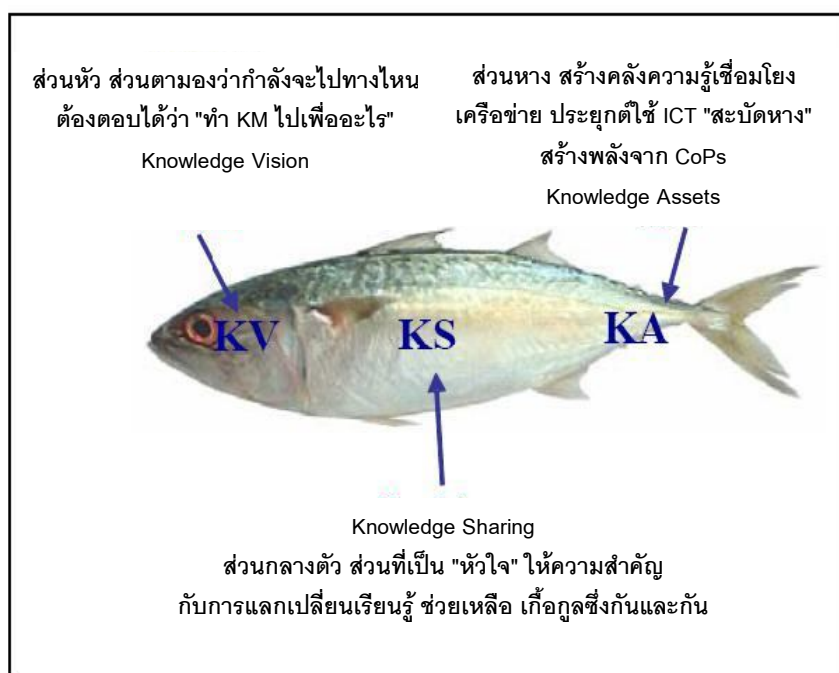 ส่วนหัว ส่วนตามองว่ากำลังจะไปทางไหน
ต้องตอบได้ว่า "ทำ KM ไปเพื่ออะไร"
Knowledge Vision
ส่วนหาง สร้างคลังความรู้เชื่อมโยง
เครือข่าย ประยุกต์ใช้ ICT "สะบัดหาง"
สร้างพลังจาก CoPs
Knowledge Assets
KV
KS
KA
Knowledge Sharing
ส่วนกลางตัว ส่วนที่เป็น "หัวใจ" ให้ความสำคัญ
กับการแลกเปลี่ยนเรียนรู้ ช่วยเหลือ เกื้อกูลซึ่งกันและกัน